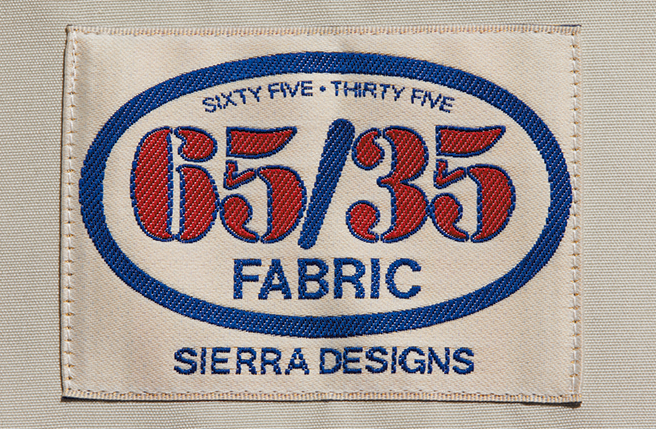 SIXTY FIVE • THIRTY FIVE
65/35
FABRIC
SIERRA DESIGNS